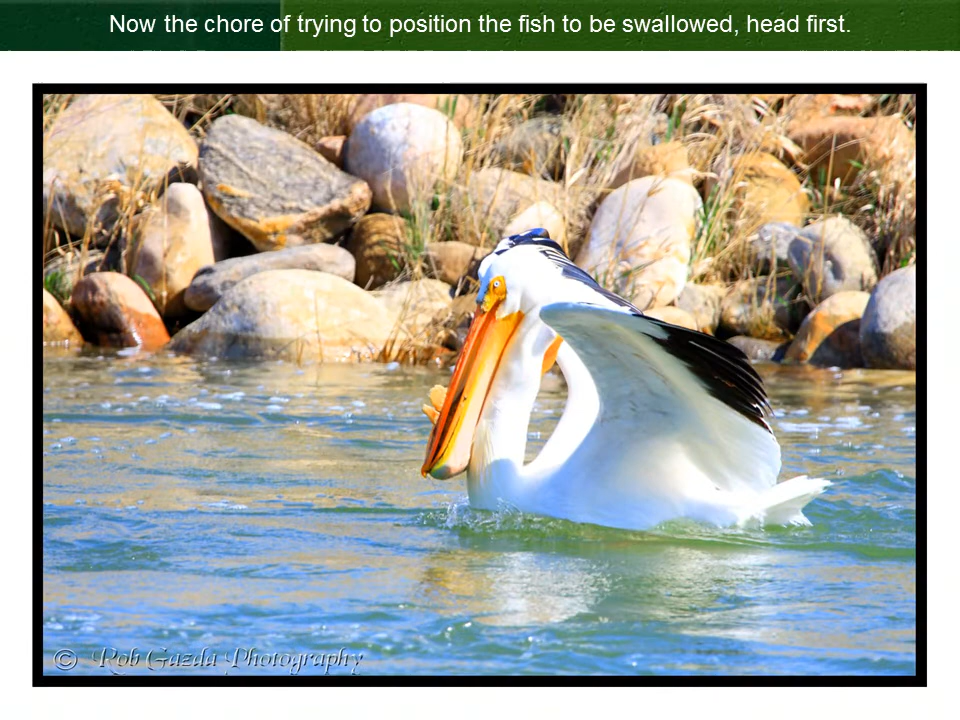 Now the chore of trying to position the fish to be swallowed, head first.
© Rob Gazda Photography